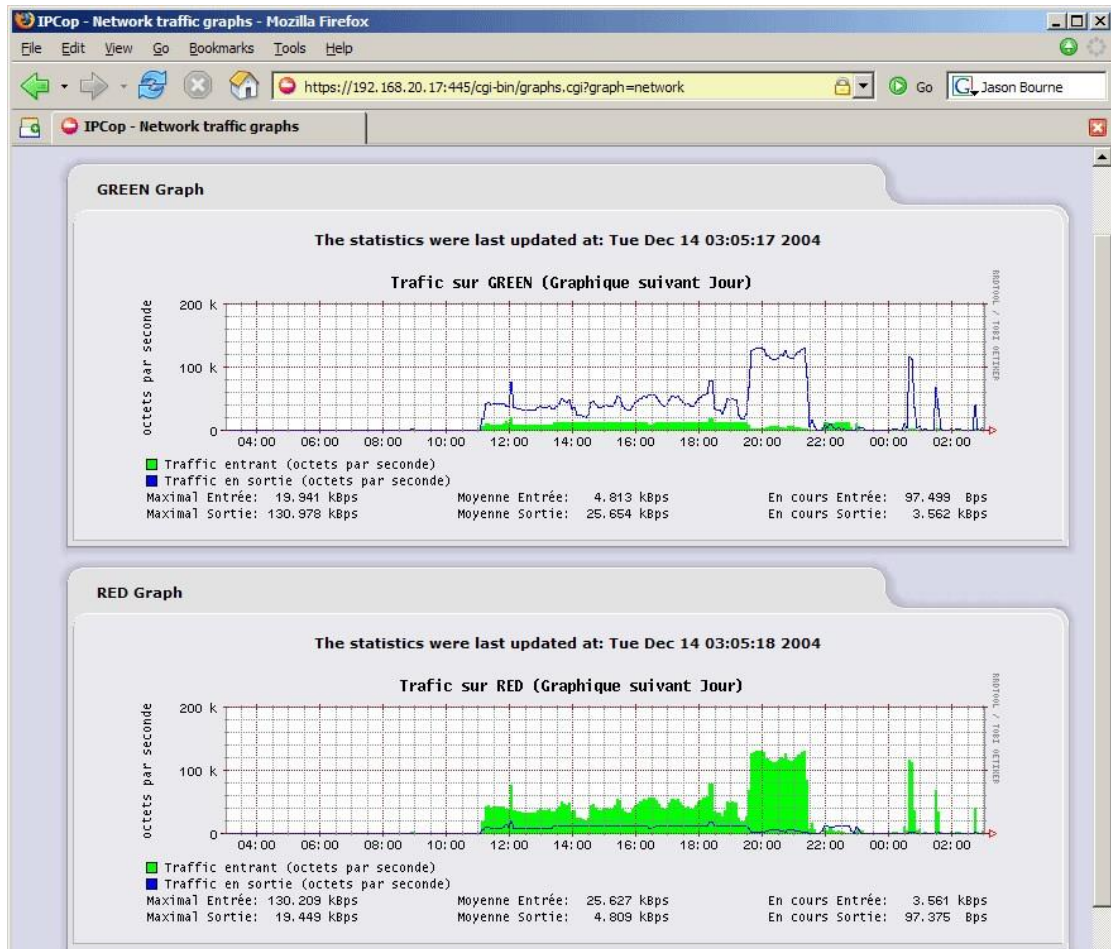 IPCop - Network traffic graphs - Mozilla Firefox
File Edit View Go Bookmarks Tools Help
https://192.168.20.17:445/cgi-bin/graphs.cgi?graph=network Go G Jason Bourne
IPCop - Network traffic graphs
GREEN Graph
The statistics were last updated at: Tue Dec 14 03:05:17 2004
Trafic sur GREEN (Graphique suivant Jour)
RRDTOOL / TOBI OETIKER
octets par seconde
200 k
100 k
0
04:00 06:00 08:00 10:00 12:00 14:00 16:00 18:00 20:00 22:00 00:00 02:00
Traffic entrant (octets par seconde)
Traffic en sortie (octets par seconde)
Maximal Entrée: 19.941 kBps Moyenne Entrée: 4.813 kBps En cours Entrée: 97.499 Bps
Maximal Sortie: 130.978 kBps Moyenne Sortie: 25.654 kBps En cours Sortie: 3.562 kBps
RED Graph
The statistics were last updated at: Tue Dec 14 03:05:18 2004
Trafic sur RED (Graphique suivant Jour)
RRDTOOL / TOBI OETIKER
octets par seconde
200 k
100 k
0
04:00 06:00 08:00 10:00 12:00 14:00 16:00 18:00 20:00 22:00 00:00 02:00
Traffic entrant (octets par seconde)
Traffic en sortie (octets par seconde)
Maximal Entrée: 130.209 kBps Moyenne Entrée: 25.627 kBps En cours Entrée: 3.561 kBps
Maximal Sortie: 19.449 kBps Moyenne Sortie: 4.809 kBps En cours Sortie: 97.375 Bps